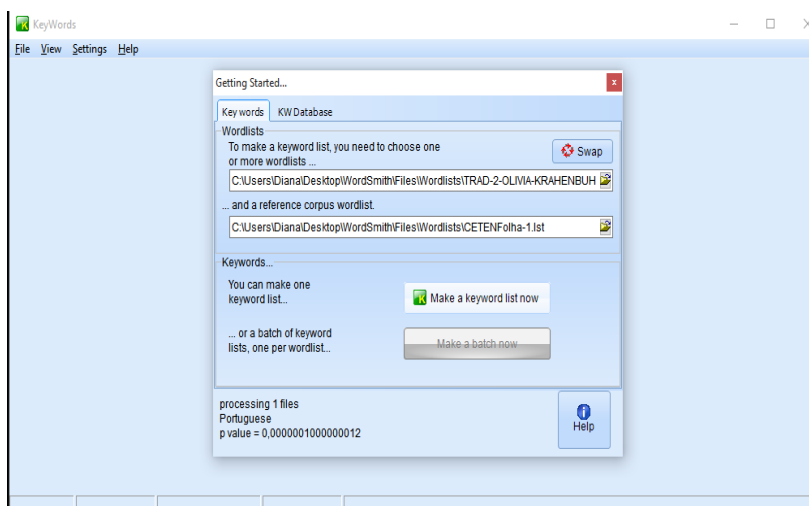 KeyWords
File View Settings Help
Getting Started...
Key words KW Database
Wordlists
To make a keyword list, you need to choose one
or more wordlists ...
Swap
C:\Users\Diana\Desktop\WordSmith\Files\Wordlists\TRAD-2-OLIVIA-KRAHENBUH
... and a reference corpus wordlist.
C:\Users\Diana\Desktop\WordSmith\Files\Wordlists\CETENFolha-1.lst
Keywords...
You can make one
keyword list...
Make a keyword list now
... or a batch of keyword
lists, one per wordlist...
Make a batch now
processing 1 files
Portuguese
p value = 0,0000001000000012
Help